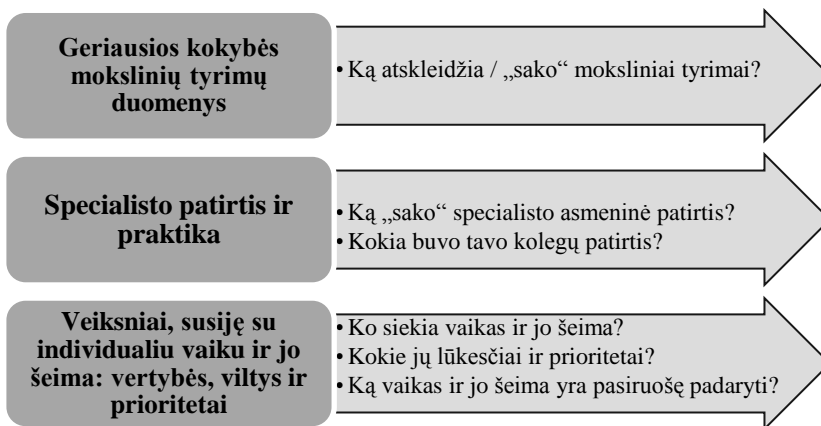 Geriausios kokybės
mokslinių tyrimų
duomenys
• Ką atskleidžia / „sako“ moksliniai tyrimai?
Specialisto patirtis ir
praktika
• Ką „sako“ specialisto asmeninė patirtis?
• Kokia buvo tavo kolegų patirtis?
Veiksniai, susiję su
individualiu vaiku ir jo
šeima: vertybės, viltys ir
prioritetai
• Ko siekia vaikas ir jo šeima?
• Kokie jų lūkesčiai ir prioritetai?
• Ką vaikas ir jo šeima yra pasiruošę padaryti?